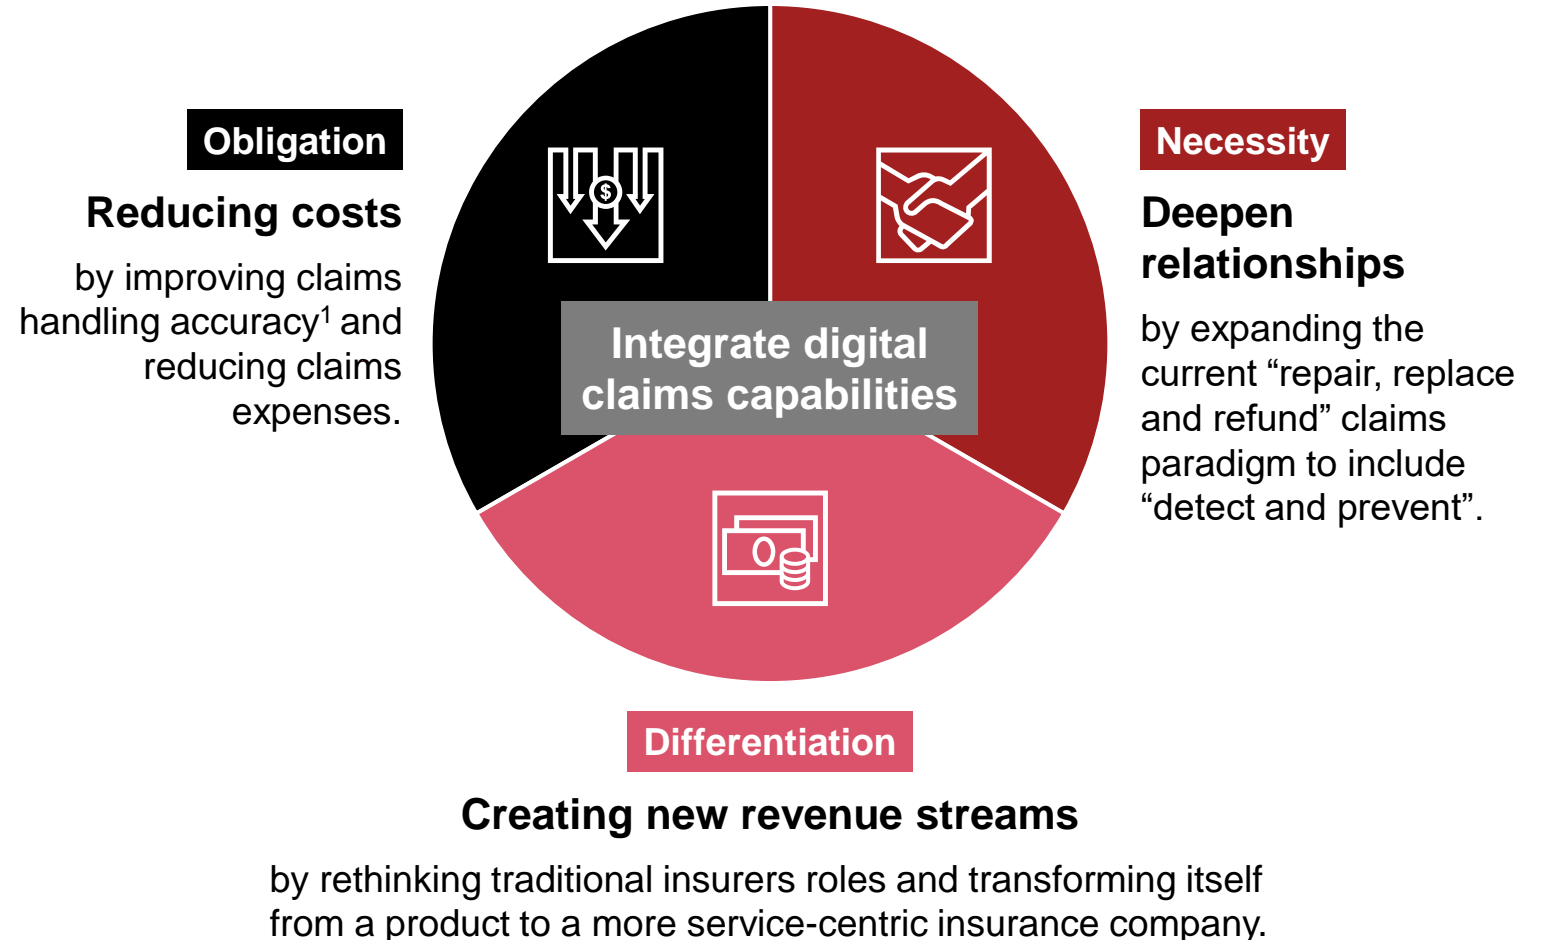 Obligation
Reducing costs
by improving claims
handling accuracy¹ and
reducing claims
expenses.
$
Integrate digital
claims capabilities
Necessity
Deepen
relationships
by expanding the
current “repair, replace
and refund” claims
paradigm to include
“detect and prevent”.
Differentiation
Creating new revenue streams
by rethinking traditional insurers roles and transforming itself
from a product to a more service-centric insurance company.